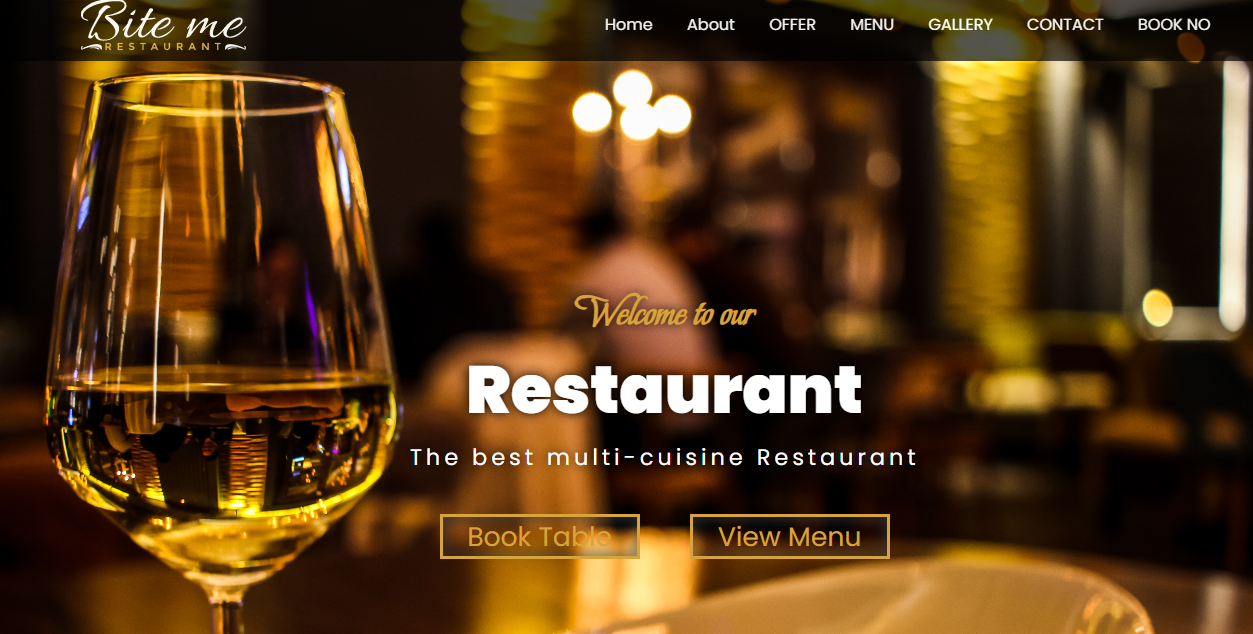 Bite me
RESTAURANT
Home About OFFER MENU GALLERY CONTACT BOOK NO
Welcome to our
Restaurant
The best multi-cuisine Restaurant
Book Table View Menu